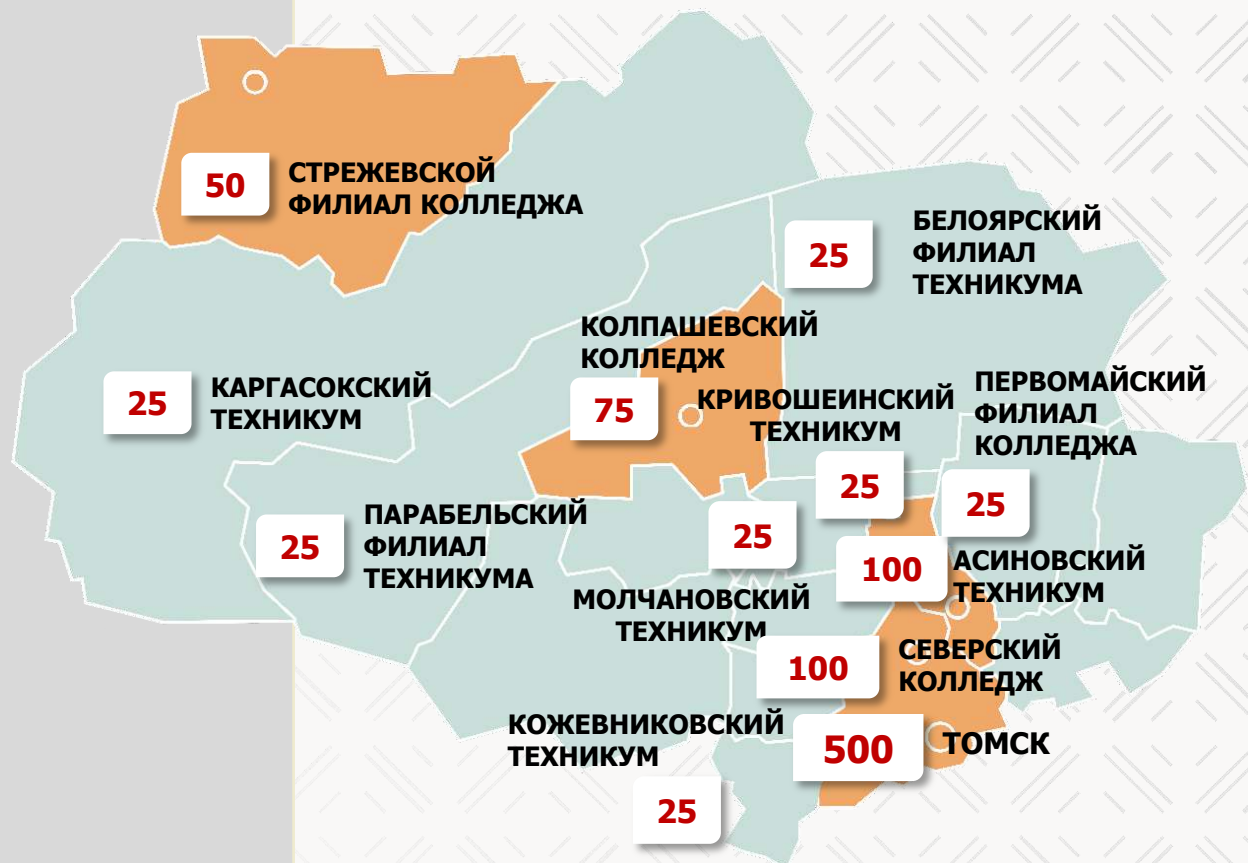 50
СТРЕЖЕВСКОЙ
ФИЛИАЛ КОЛЛЕДЖА
25
БЕЛОЯРСКИЙ
ФИЛИАЛ
ТЕХНИКУМА
КОЛПАШЕВСКИЙ
КОЛЛЕДЖ
75
25
КАРГАСОКСКИЙ
ТЕХНИКУМ
КРИВОШЕИНСКИЙ
ТЕХНИКУМ
25
ПЕРВОМАЙСКИЙ
ФИЛИАЛ
КОЛЛЕДЖА
25
25
ПАРАБЕЛЬСКИЙ
ФИЛИАЛ
ТЕХНИКУМА
25
МОЛЧАНОВСКИЙ
ТЕХНИКУМ
100
АСИНОВСКИЙ
ТЕХНИКУМ
100
СЕВЕРСКИЙ
КОЛЛЕДЖ
КОЖЕВНИКОВСКИЙ
ТЕХНИКУМ
25
500
ТОМСК